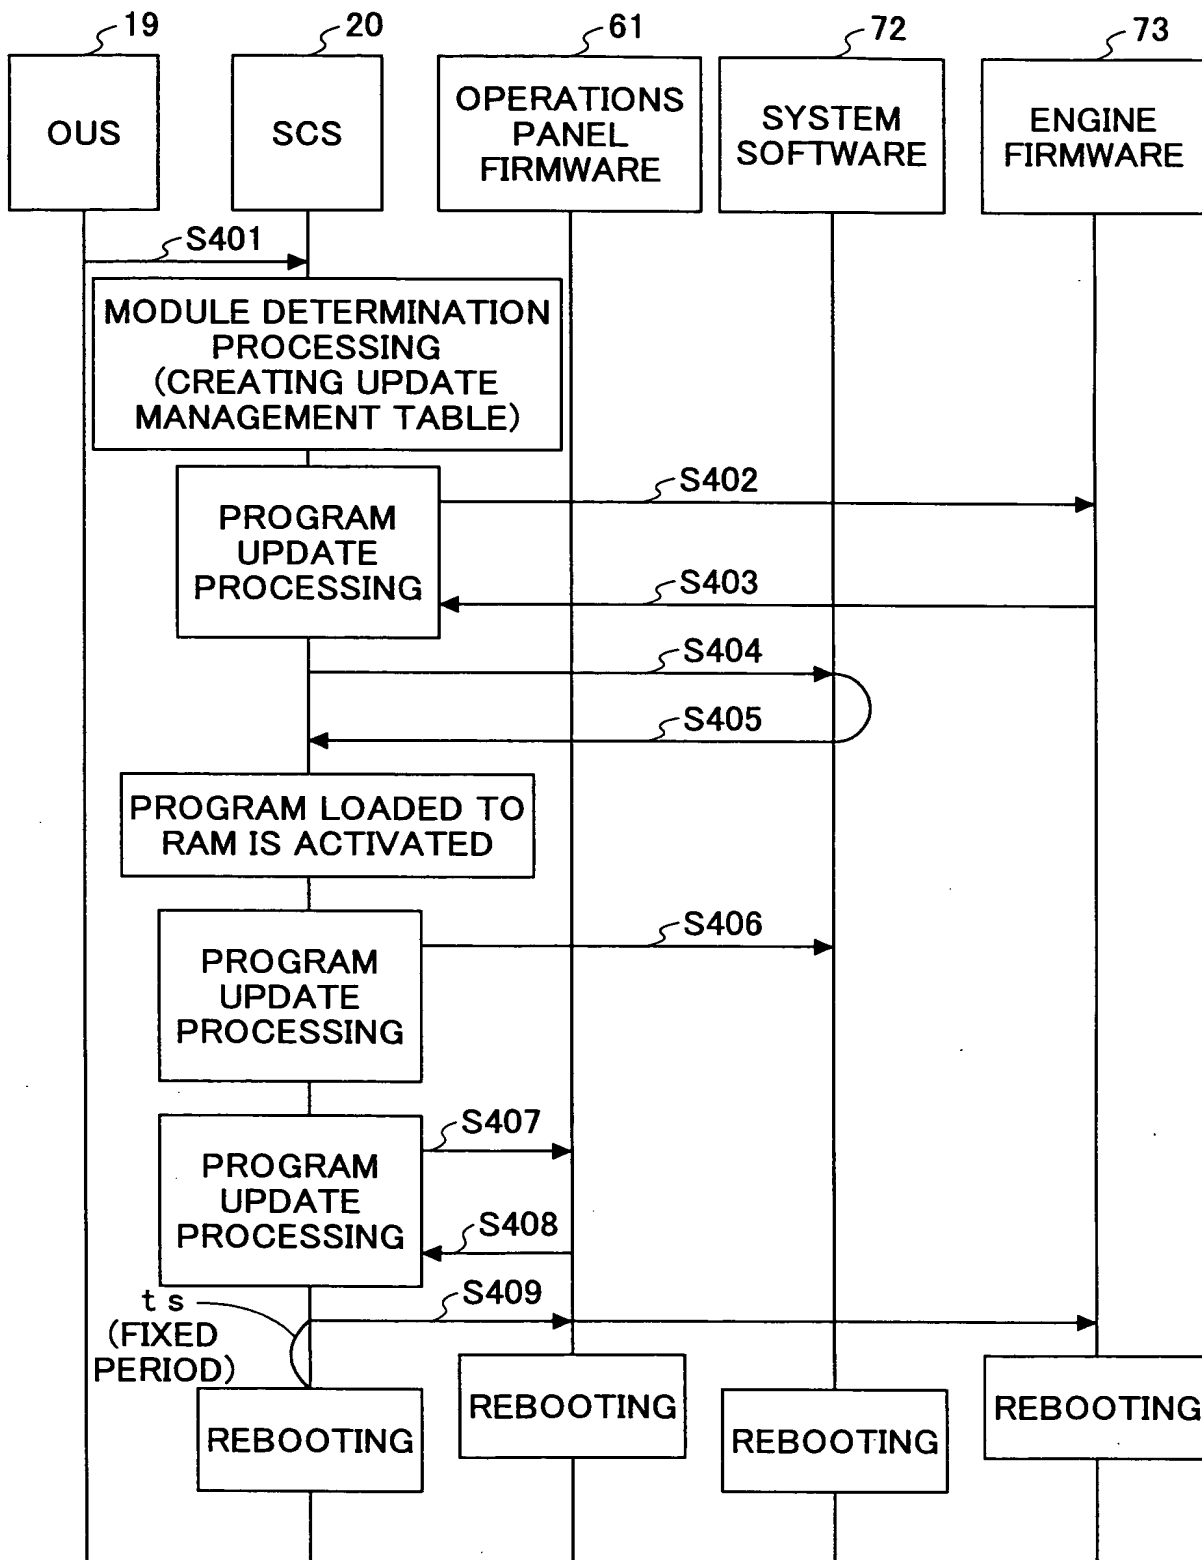 19
20
61
72
73
OUS
SCS
OPERATIONS
PANEL
FIRMWARE
SYSTEM
SOFTWARE
ENGINE
FIRMWARE
S401
MODULE DETERMINATION
PROCESSING
(CREATING UPDATE
MANAGEMENT TABLE)
S402
PROGRAM
UPDATE
PROCESSING
S403
S404
S405
PROGRAM LOADED TO
RAM IS ACTIVATED
S406
PROGRAM
UPDATE
PROCESSING
S407
PROGRAM
UPDATE
PROCESSING
S408
S409
ts
(FIXED
PERIOD)
REBOOTING
REBOOTING
REBOOTING
REBOOTING